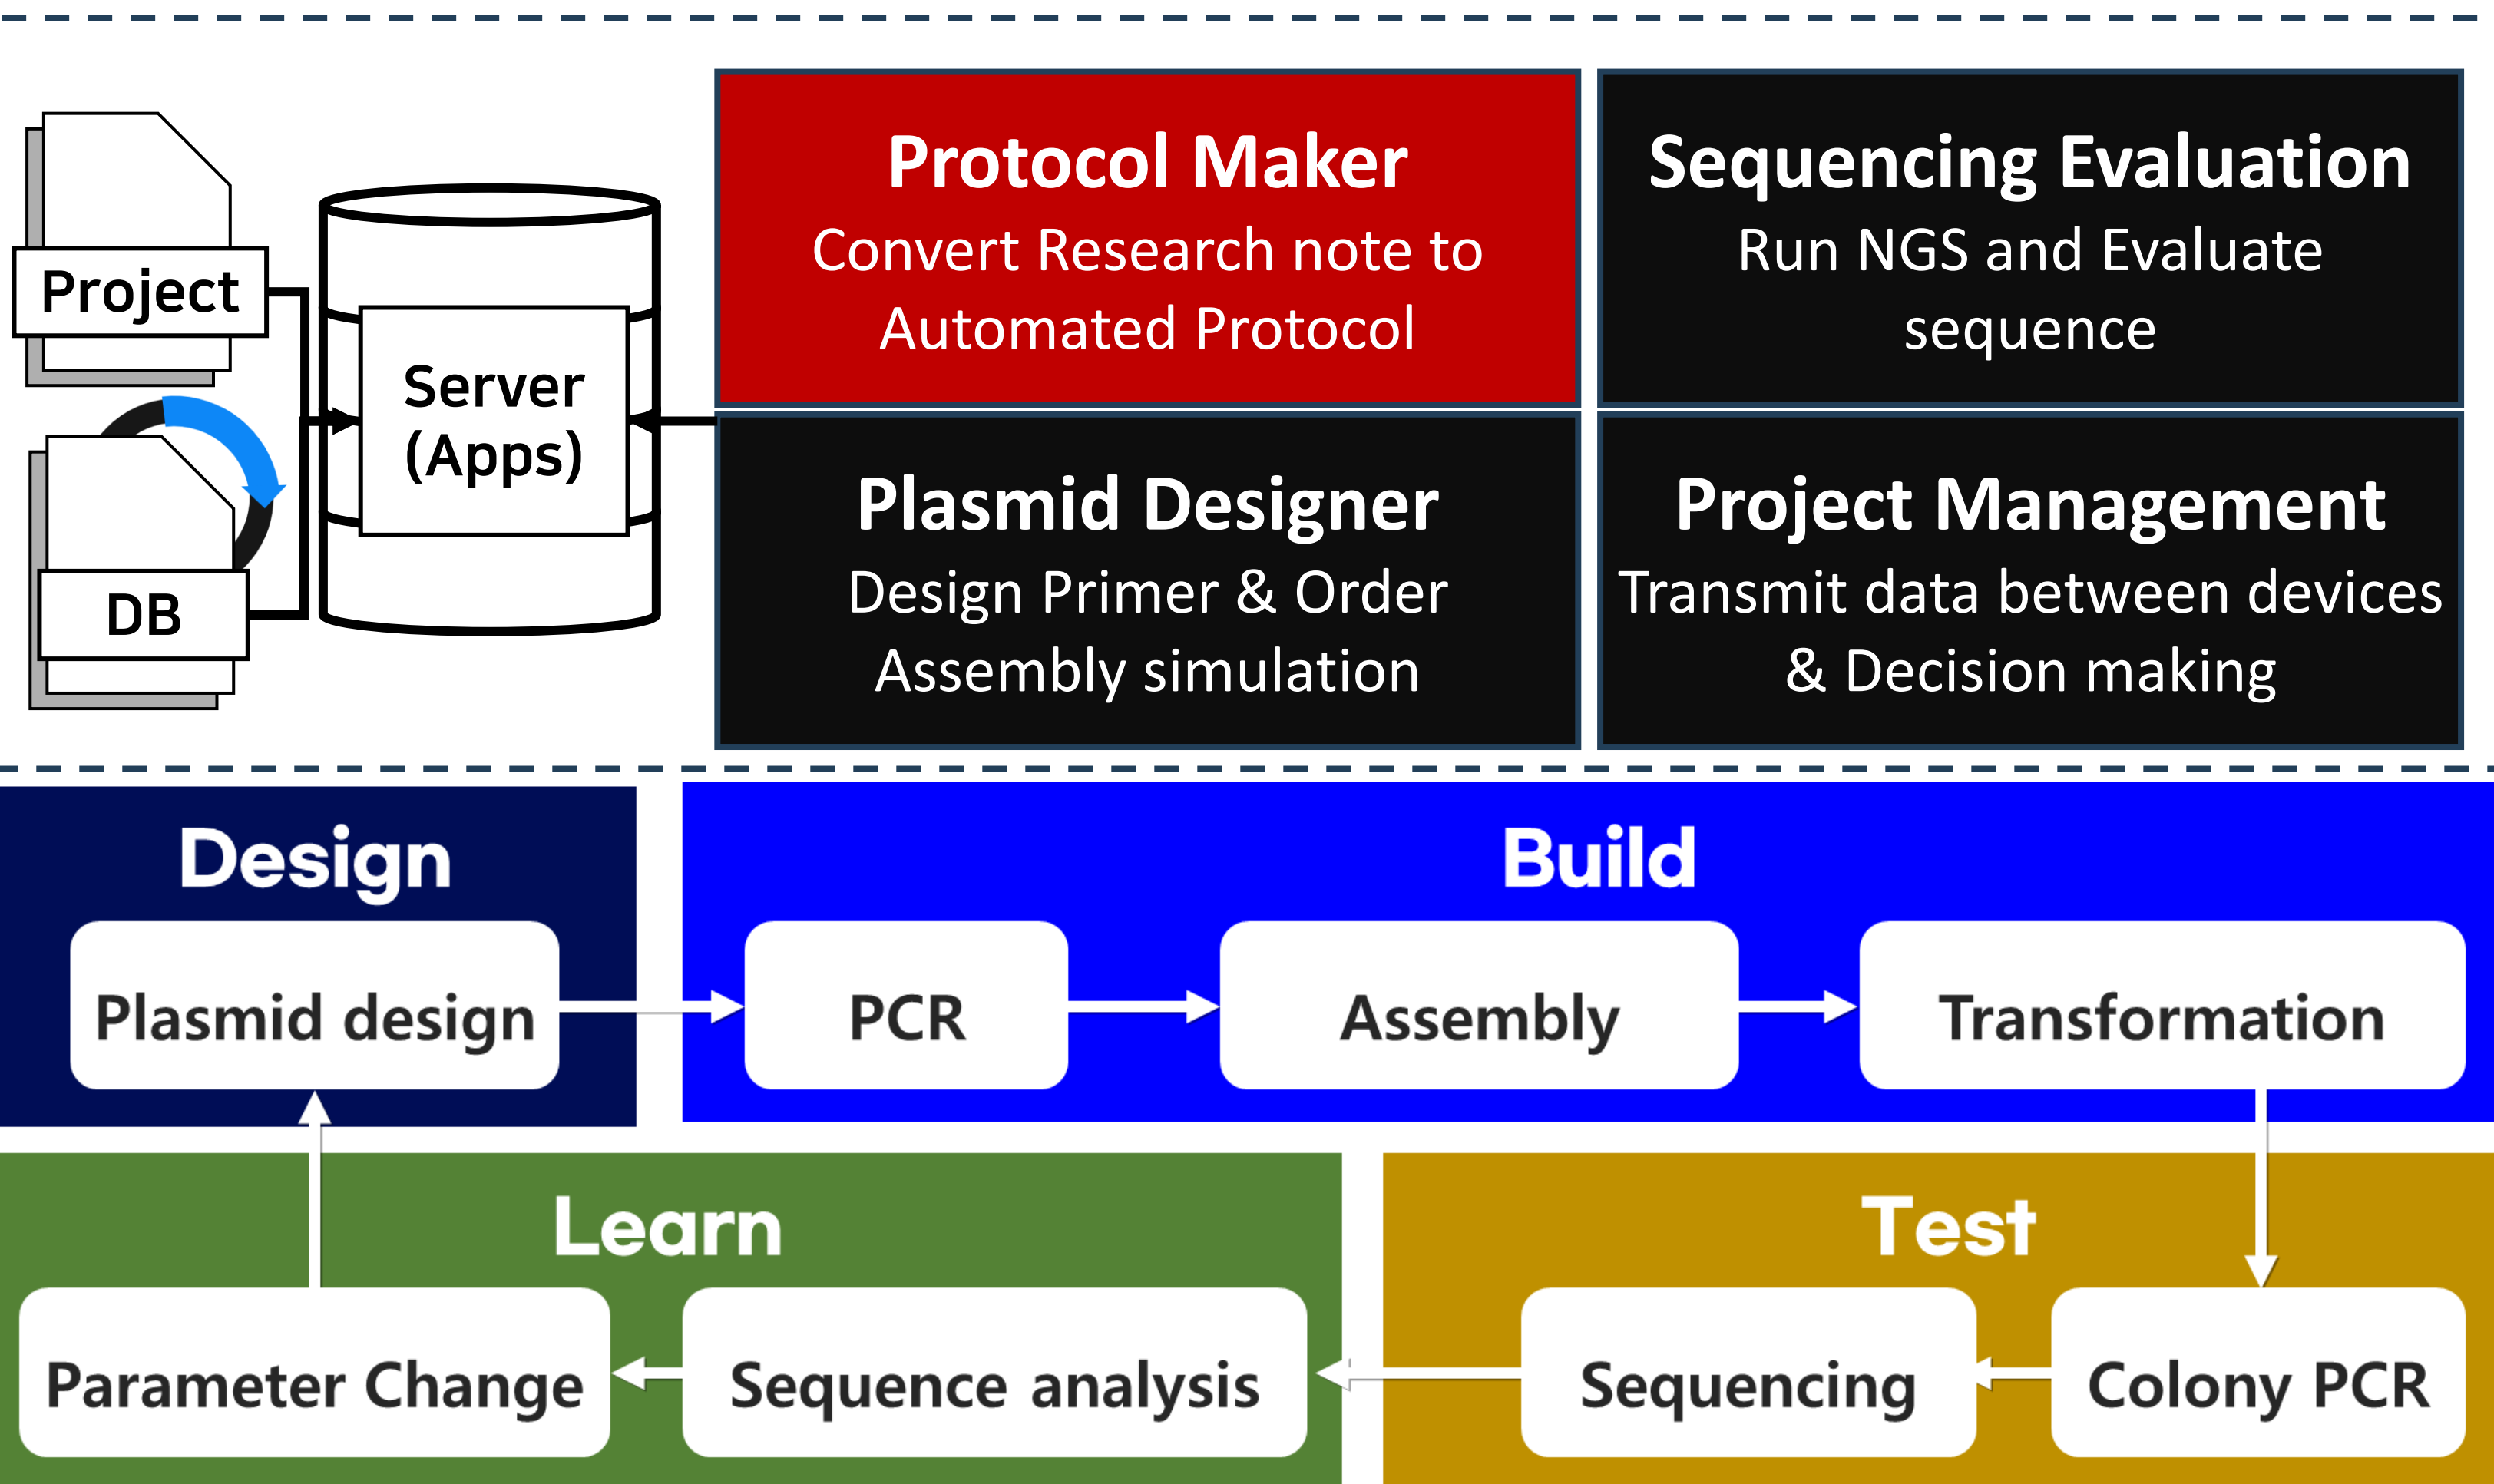 Project
DB
Server
(Apps)
Protocol Maker
Convert Research note to
Automated Protocol
Sequencing Evaluation
Run NGS and Evaluate
sequence
Plasmid Designer
Design Primer & Order
Assembly simulation
Project Management
Transmit data between devices
& Decision making
Design
Plasmid design
Build
PCR
Assembly
Transformation
Learn
Parameter Change
Sequence analysis
Test
Sequencing
Colony PCR